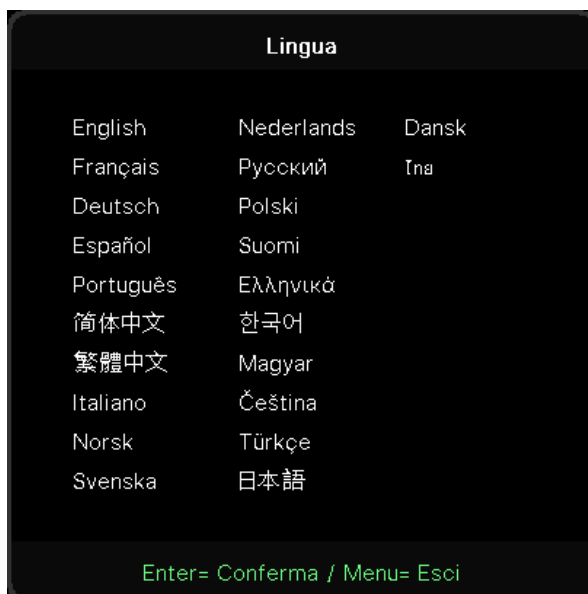 Lingua
English
Français
Deutsch
Español
Português
简体中文
繁體中文
Italiano
Norsk
Svenska
Nederlands
Русский
Polski
Suomi
Ελληνικά
한국어
Magyar
Čeština
Türkçe
日本語
Dansk
ไทย
Enter= Conferma / Menu= Esci